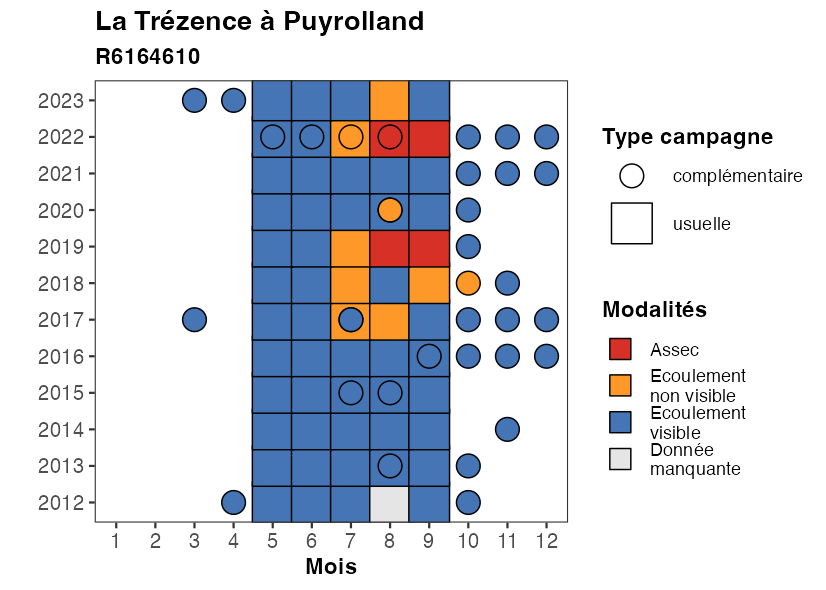 La Trézence à Puyrolland
R6164610
2023
2022
2021
2020
2019
2018
2017
2016
2015
2014
2013
2012
1 2 3 4 5 6 7 8 9 10 11 12
Mois
Type campagne
complémentaire
usuelle
Modalités
Assec
Ecoulement
non visible
Ecoulement
visible
Donnée
manquante